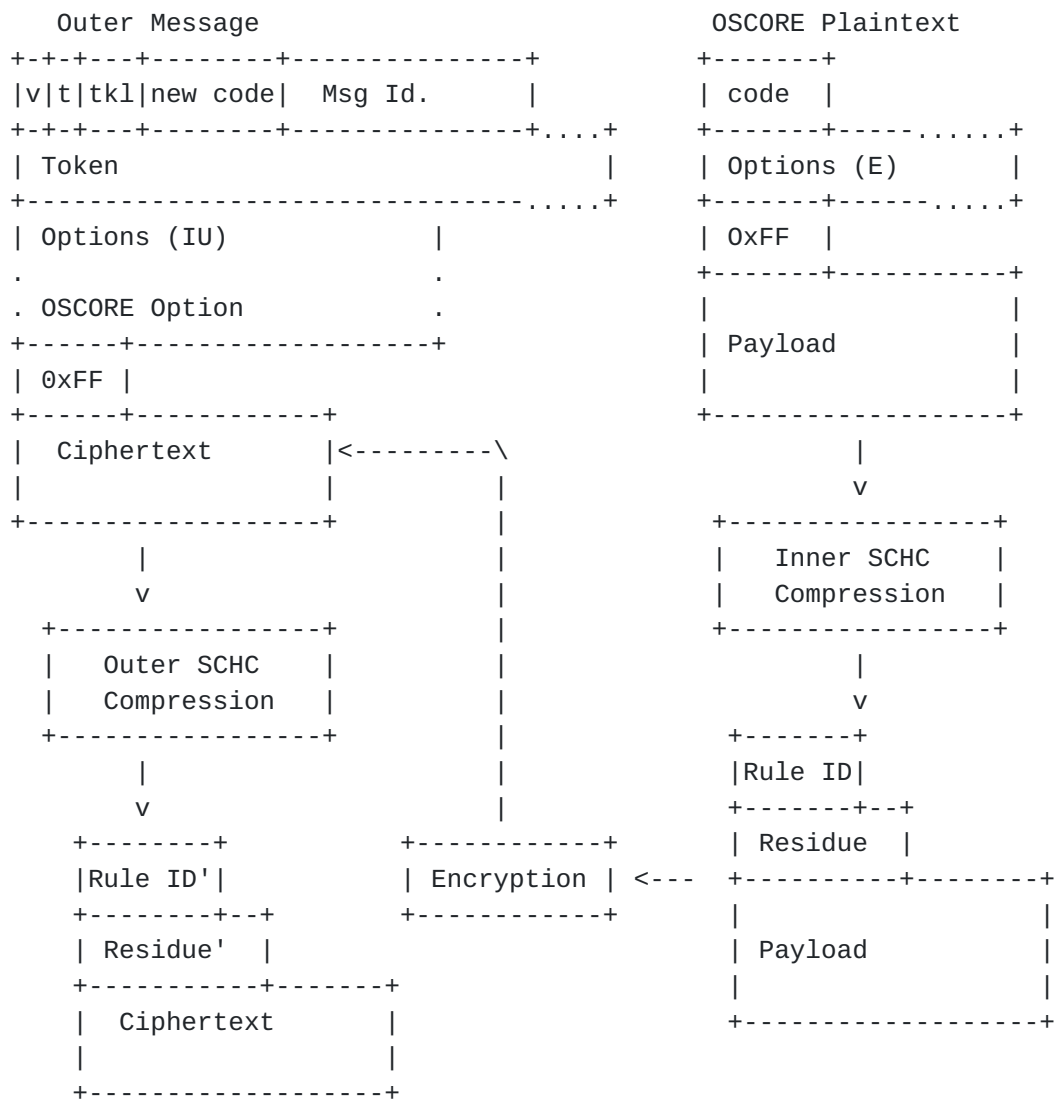 Outer Message
v|t|tkl|new code| Msg Id.
Token
Options (IU)
OSCORE Option
0xFF
Ciphertext
Outer SCHC
Compression
Rule ID'
Residue'
Ciphertext
Encryption
OSCORE Plaintext
code
Options (E)
OxFF
Payload
Inner SCHC
Compression
Rule ID
Residue
Payload